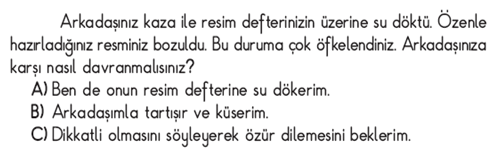 Arkadaşınız kaza ile resim defterinizin üzerine su döktü. Özenle
hazırladığınız resminiz bozuldu. Bu duruma çok öfkelendiniz. Arkadaşınıza
karşı nasıl davranmalısınız?
A) Ben de onun resim defterine su dökerim.
B) Arkadaşımla tartışır ve küserim.
C) Dikkatli olmasını söyleyerek özür dilemesini beklerim.